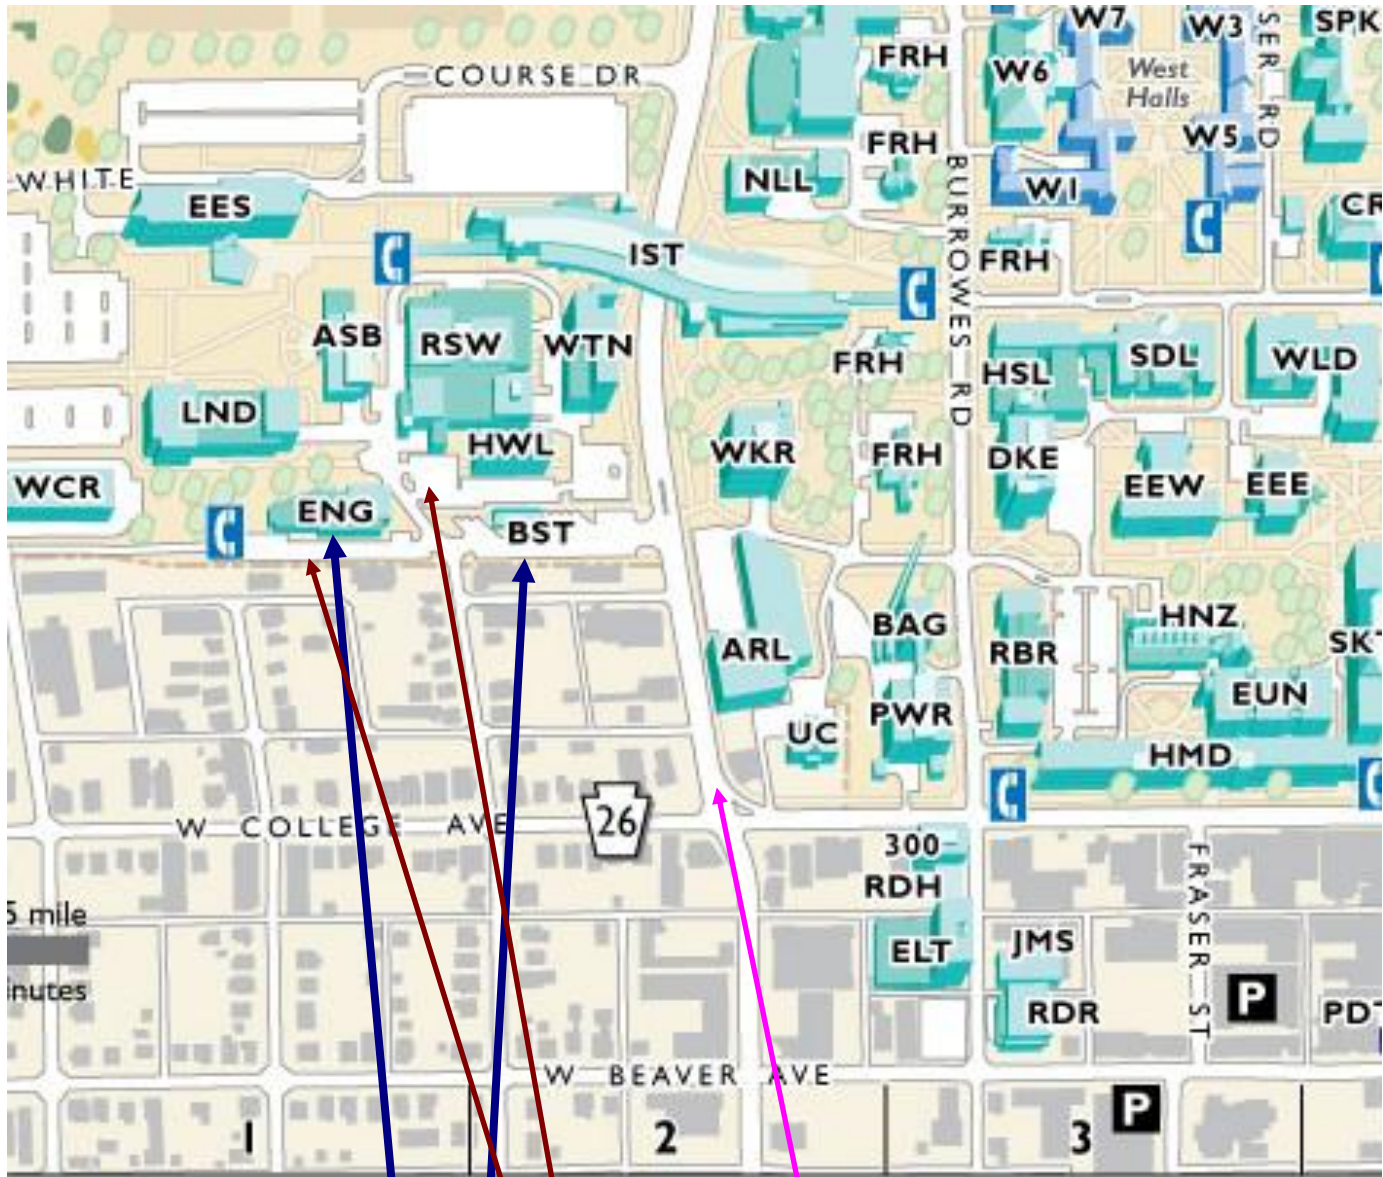 W7
W3
SER RD
SPK
FRH
W6
West
Halls
COURSE DR
W5
FRH
WHITE
NLL
W1
BURROWES RD
EES
CR
IST
FRH
ASB
RSW
WTN
FRH
HSL
SDL
WLD
LND
HWL
WKR
FRH
DKE
EEW
EEE
WCR
ENG
BST
BAG
HNZ
ARL
RBR
SKT
EUN
UC
PWR
HMD
26
W COLLEGE AVE
300
RDH
FRASER ST
5 mile
ELT
JMS
inutes
P
RDR
PDT
W BEAVER AVE
P
1
2
3